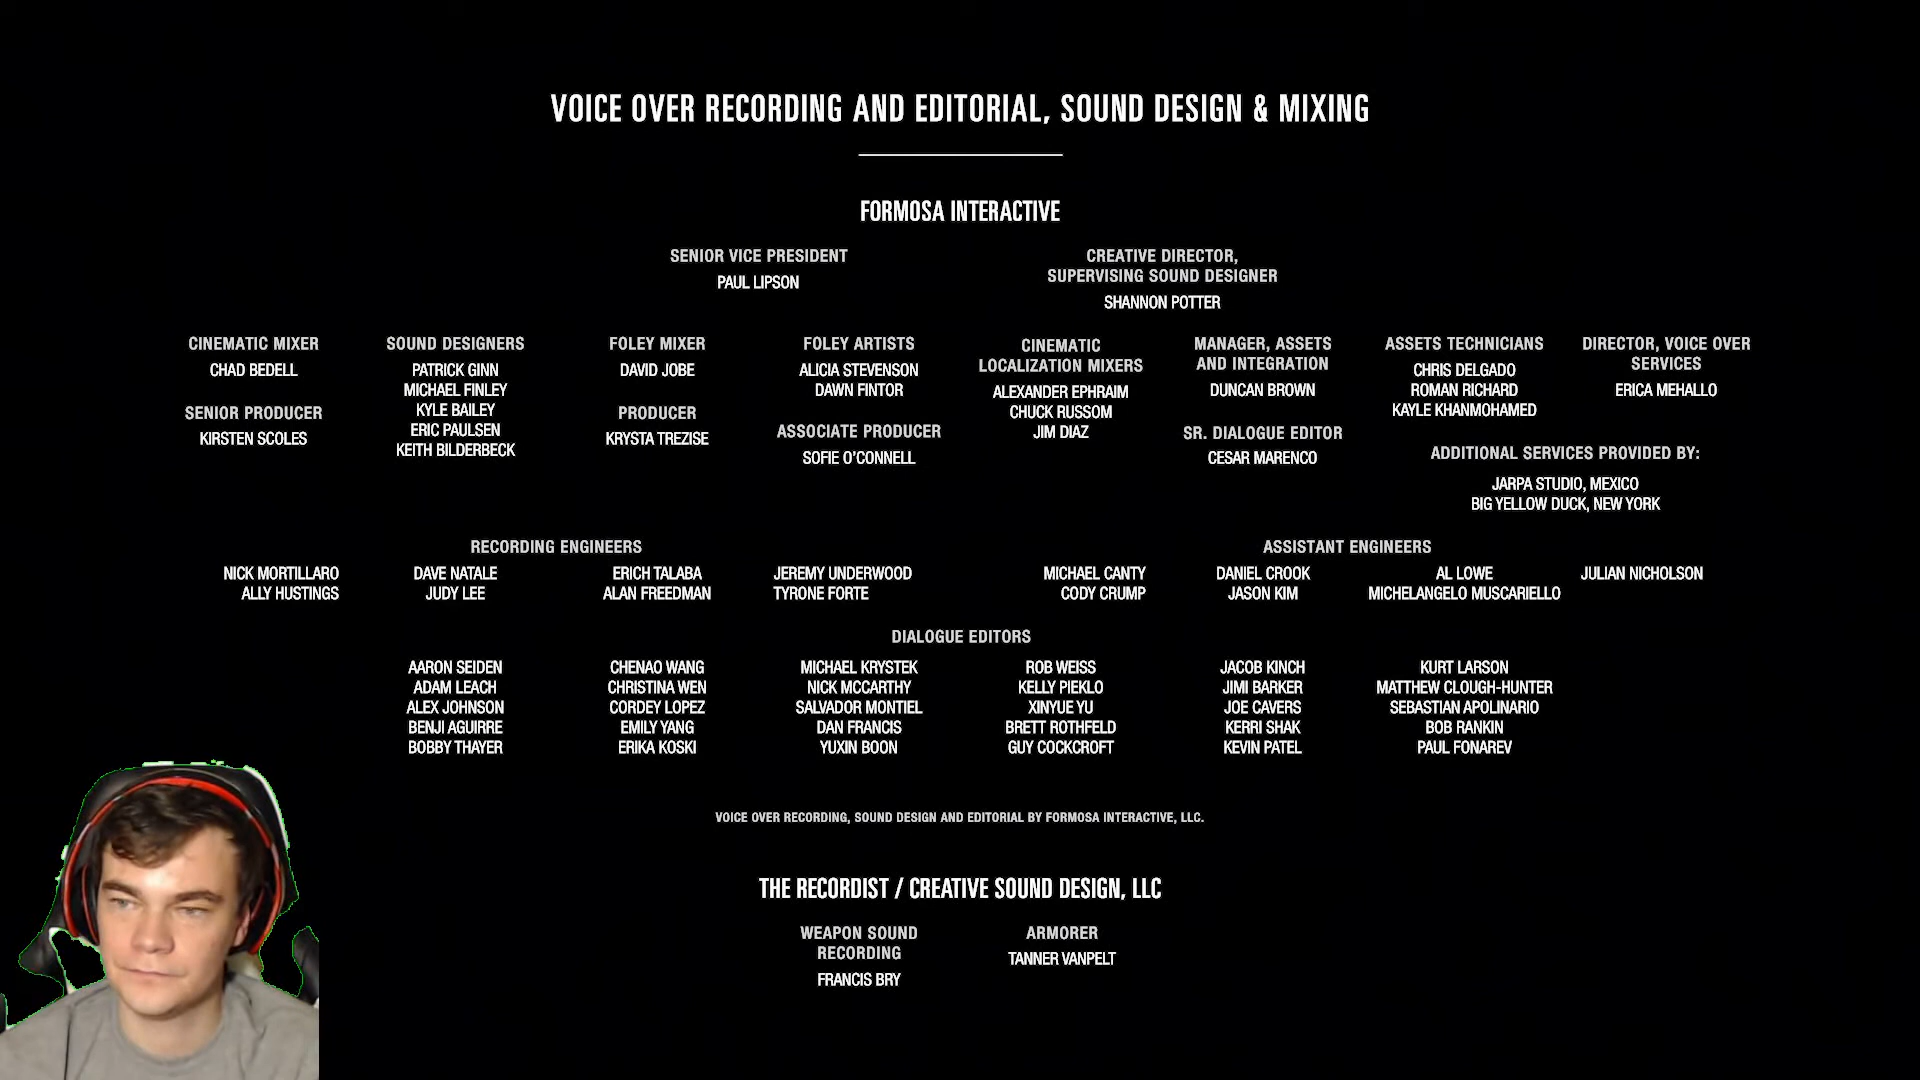 VOICE OVER RECORDING AND EDITORIAL, SOUND DESIGN & MIXING
FORMOSA INTERACTIVE
SENIOR VICE PRESIDENT
PAUL LIPSON
CREATIVE DIRECTOR,
SUPERVISING SOUND DESIGNER
SHANNON POTTER
CINEMATIC MIXER
CHAD BEDELL
SENIOR PRODUCER
KIRSTEN SCOLES
SOUND DESIGNERS
PATRICK GINN
MICHAEL FINLEY
KYLE BAILEY
ERIC PAULSEN
KEITH BILDERBECK
FOLEY MIXER
DAVID JOBE
PRODUCER
KRYSTA TREZISE
FOLEY ARTISTS
ALICIA STEVENSON
DAWN FINTOR
ASSOCIATE PRODUCER
SOFIE O'CONNELL
CINEMATIC
LOCALIZATION MIXERS
ALEXANDER EPHRAIM
CHUCK RUSSOM
JIM DIAZ
MANAGER, ASSETS
AND INTEGRATION
DUNCAN BROWN
SR. DIALOGUE EDITOR
CESAR MARENCO
ASSETS TECHNICIANS
CHRIS DELGADO
ROMAN RICHARD
KAYLE KHANMOHAMED
DIRECTOR, VOICE OVER
SERVICES
ERICA MEHALLO
ADDITIONAL SERVICES PROVIDED BY:
JARPA STUDIO, MEXICO
BIG YELLOW DUCK, NEW YORK
RECORDING ENGINEERS
NICK MORTILLARO
ALLY HUSTINGS
DAVE NATALE
JUDY LEE
ERICH TALABA
ALAN FREEDMAN
JEREMY UNDERWOOD
TYRONE FORTE
ASSISTANT ENGINEERS
MICHAEL CANTY
CODY CRUMP
DANIEL CROOK
JASON KIM
AL LOWE
MICHELANGELO MUSCARIELLO
JULIAN NICHOLSON
DIALOGUE EDITORS
AARON SEIDEN
ADAM LEACH
ALEX JOHNSON
BENJI AGUIRRE
BOBBY THAYER
CHENAO WANG
CHRISTINA WEN
CORDEY LOPEZ
EMILY YANG
ERIKA KOSKI
MICHAEL KRYSTEK
NICK MCCARTHY
SALVADOR MONTIEL
DAN FRANCIS
YUXIN BOON
ROB WEISS
KELLY PIEKLO
XINYUE YU
BRETT ROTHFELD
GUY COCKCROFT
JACOB KINCH
JIMI BARKER
JOE CAVERS
KERRI SHAK
KEVIN PATEL
KURT LARSON
MATTHEW CLOUGH-HUNTER
SEBASTIAN APOLINARIO
BOB RANKIN
PAUL FONAREV
VOICE OVER RECORDING, SOUND DESIGN AND EDITORIAL BY FORMOSA INTERACTIVE, LLC.
THE RECORDIST / CREATIVE SOUND DESIGN, LLC
WEAPON SOUND
RECORDING
FRANCIS BRY
ARMORER
TANNER VANPELT